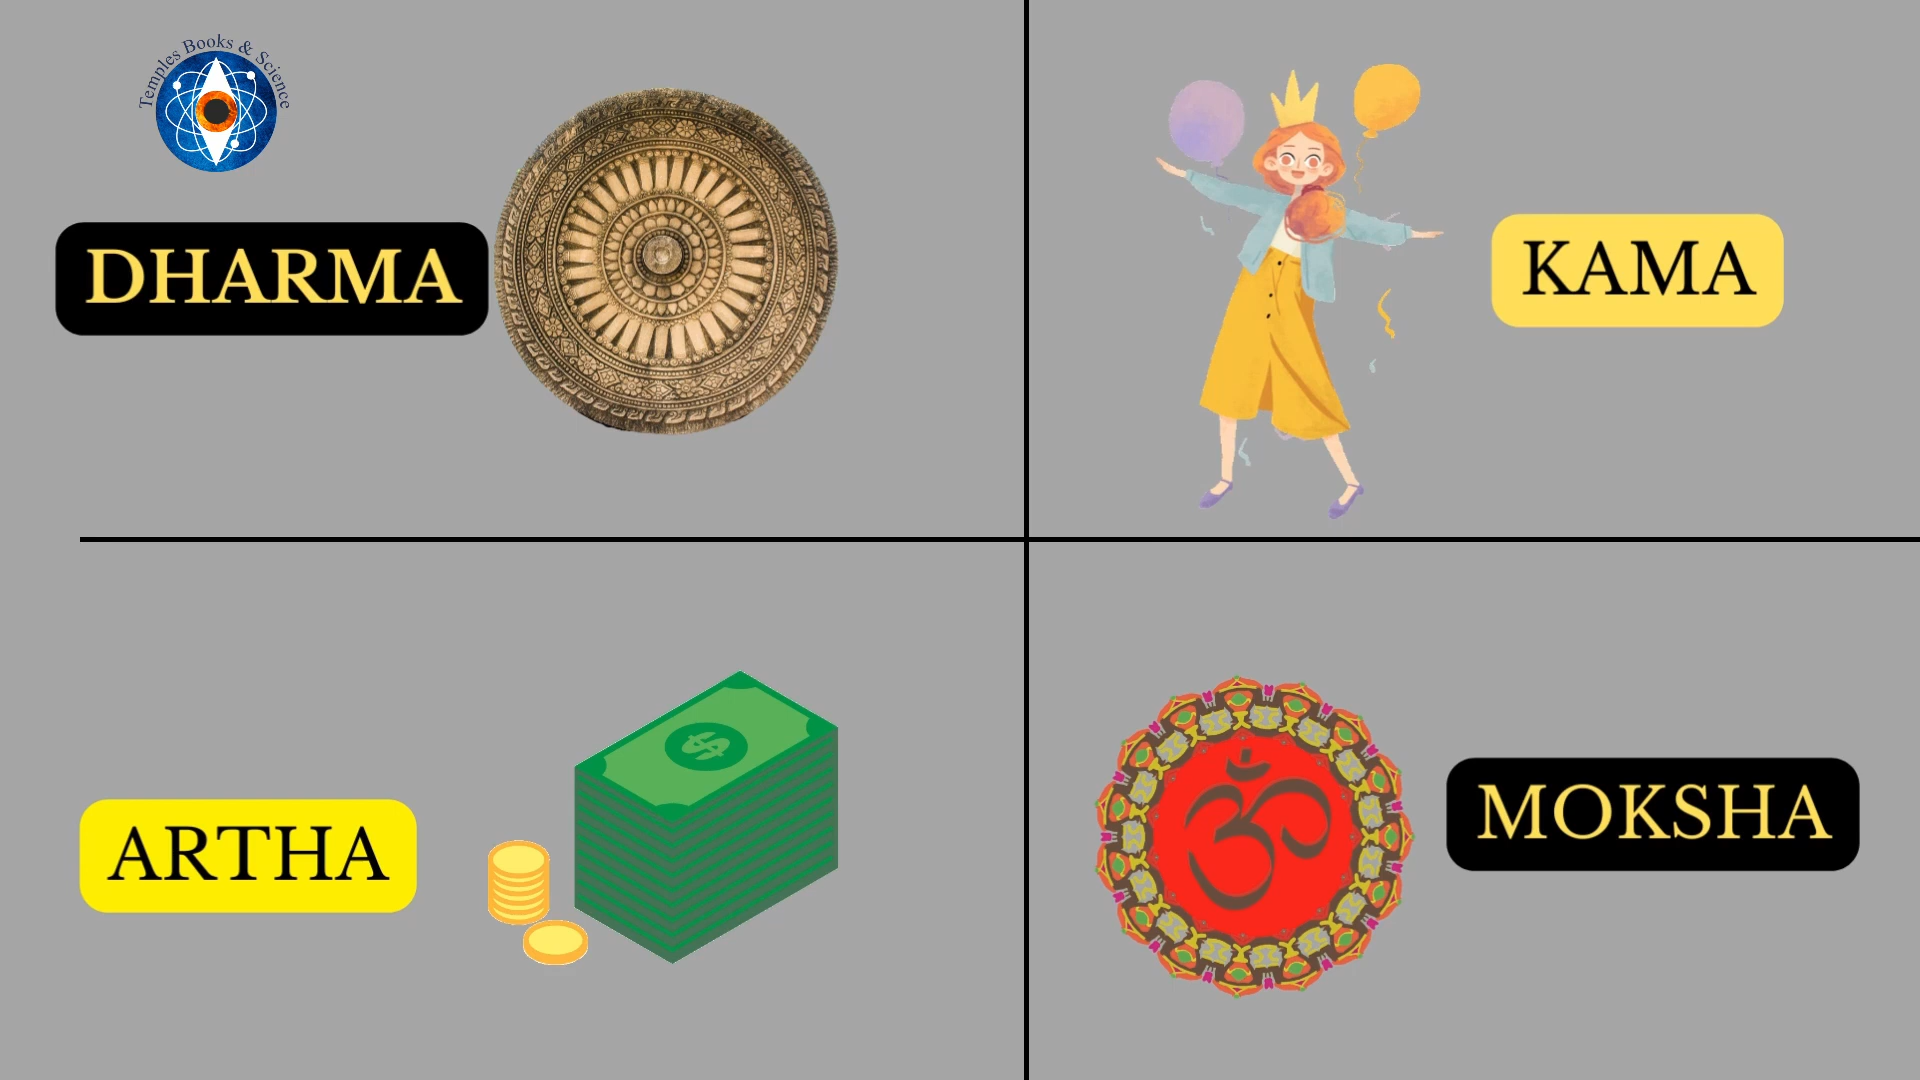 Temples Books & Science
DHARMA
KAMA
ARTHA
$
ॐ
MOKSHA